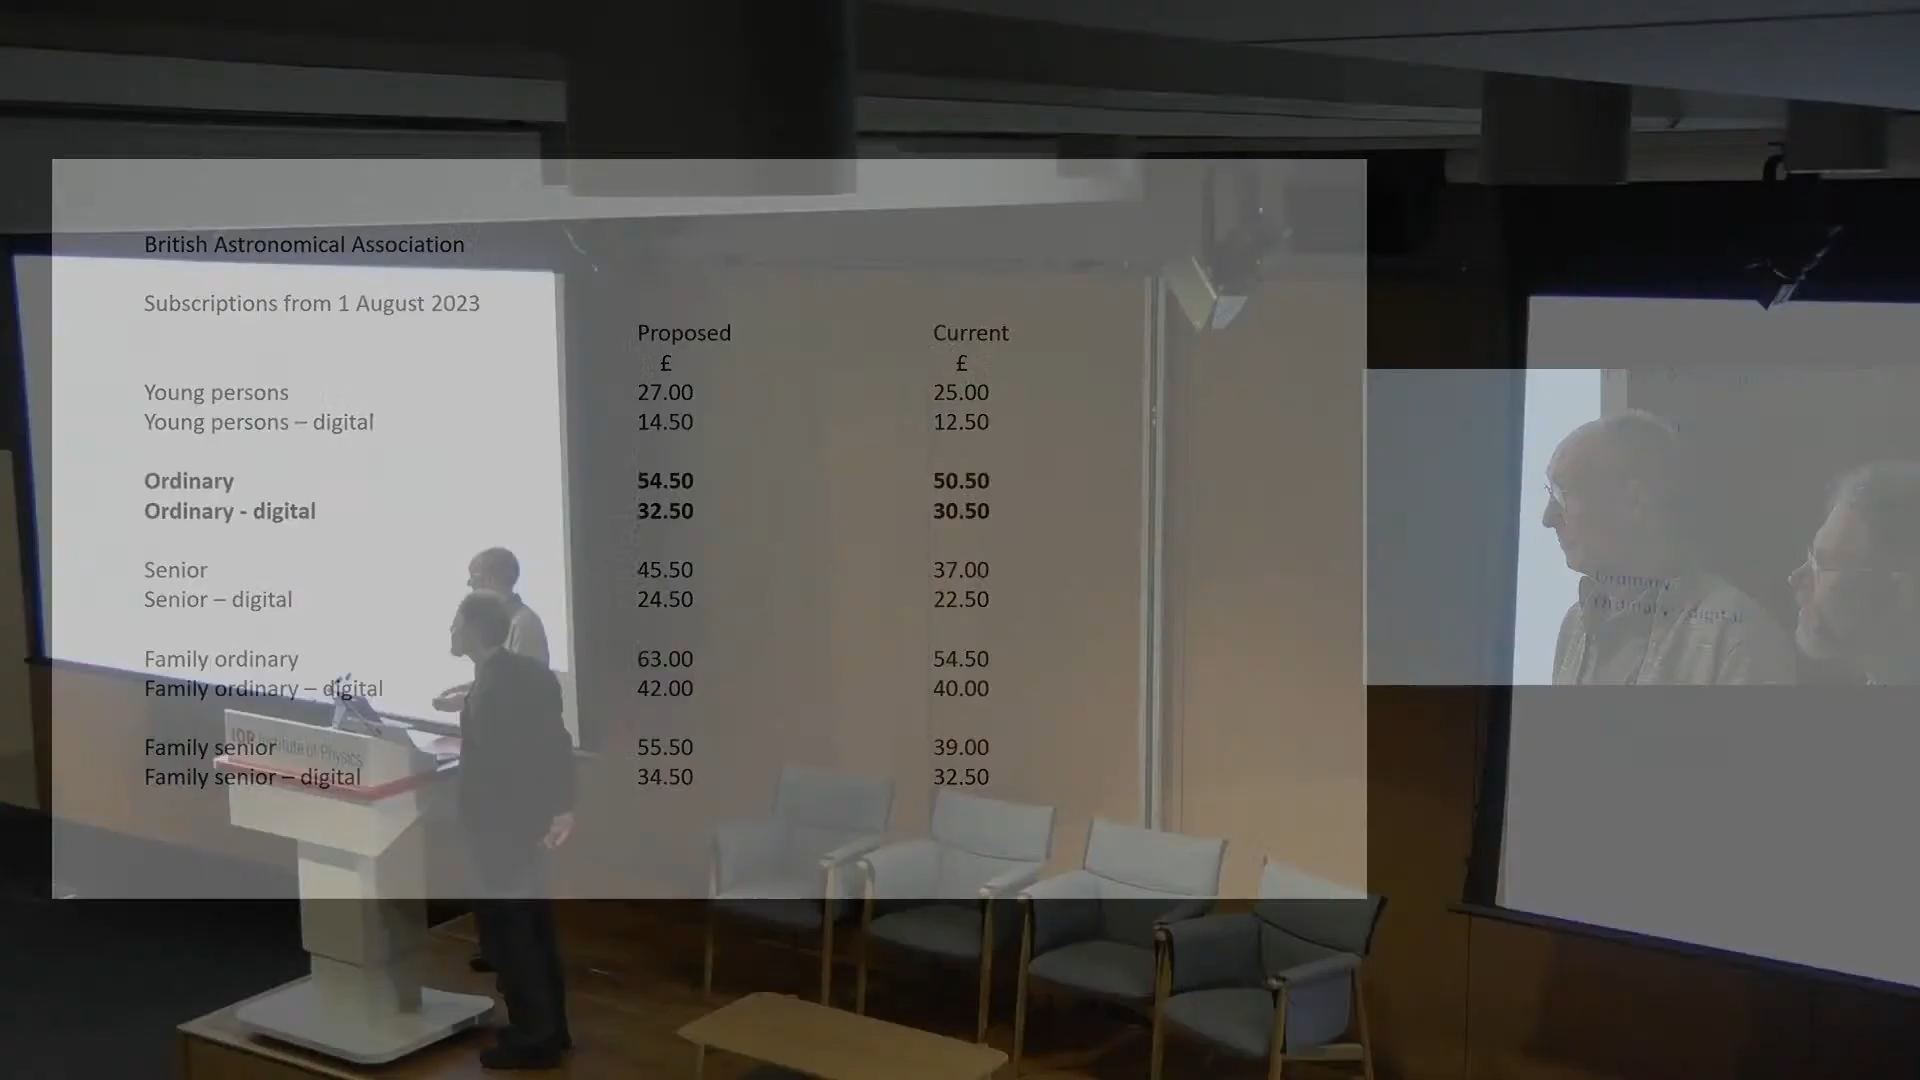 British Astronomical Association
Subscriptions from 1 August 2023
Proposed Current
£ £
Young persons 27.00 25.00
Young persons – digital 14.50 12.50
Ordinary 54.50 50.50
Ordinary - digital 32.50 30.50
Senior 45.50 37.00
Senior – digital 24.50 22.50
Family ordinary 63.00 54.50
Family ordinary – digital 42.00 40.00
Family senior 55.50 39.00
Family senior – digital 34.50 32.50
IOP Institute of Physics
Ordinary
Ordinary - digital